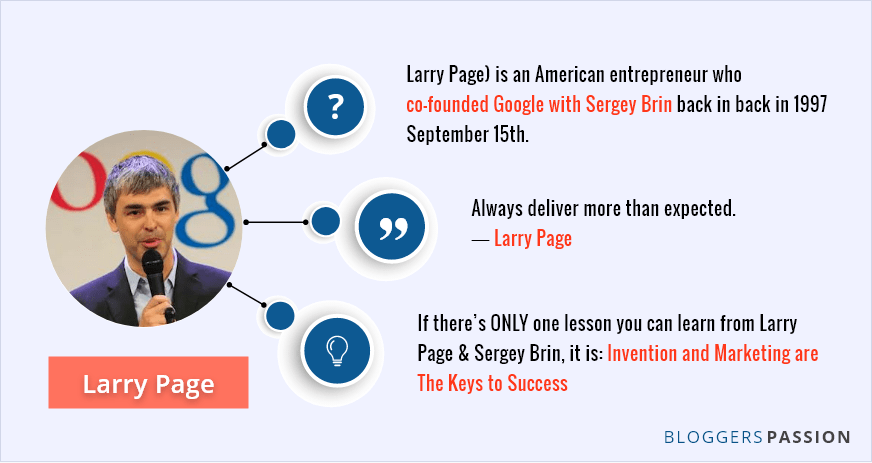 Larry Page) is an American entrepreneur who
co-founded Google with Sergey Brin back in back in 1997
September 15th.
?
oog
”
Always deliver more than expected.
— Larry Page
If there’s ONLY one lesson you can learn from Larry
Page & Sergey Brin, it is: Invention and Marketing are
The Keys to Success
Larry Page
BLOGGERSPASSION